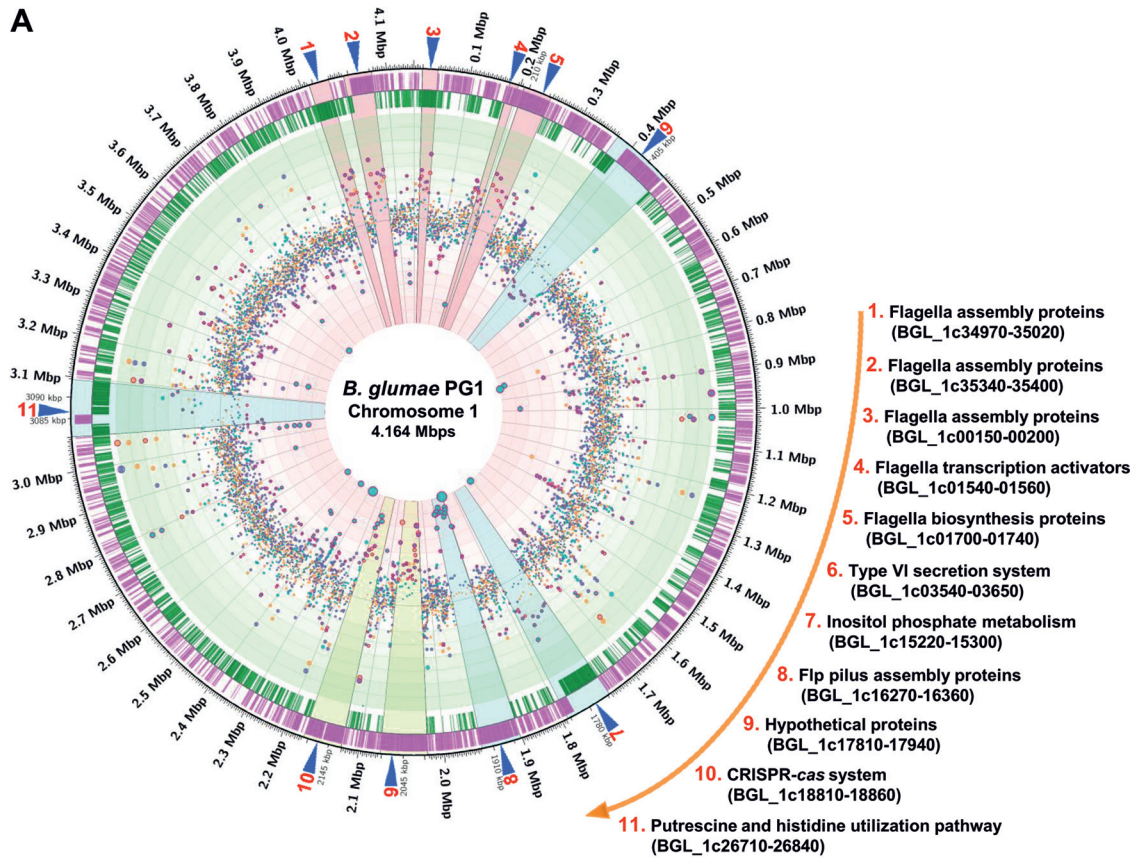 A
4.1 Mbp
0.1 Mbp
0.2 Mbp
210 kbp
0.3 Mbp
0.4 Mbp
405 kbp
0.5 Mbp
0.6 Mbp
0.7 Mbp
0.8 Mbp
0.9 Mbp
1.0 Mbp
1.1 Mbp
1.2 Mbp
1.3 Mbp
1.4 Mbp
1.5 Mbp
1.6 Mbp
1.7 Mbp
1780 kbp
1.8 Mbp
1.9 Mbp
1910 kbp
2.0 Mbp
2045 kbp
2.1 Mbp
2145 kbp
2.2 Mbp
2.3 Mbp
2.4 Mbp
2.5 Mbp
2.6 Mbp
2.7 Mbp
2.8 Mbp
2.9 Mbp
3.0 Mbp
3085 kbp
3090 kbp
3.1 Mbp
3.2 Mbp
3.3 Mbp
3.4 Mbp
3.5 Mbp
3.6 Mbp
3.7 Mbp
3.8 Mbp
3.9 Mbp
4.0 Mbp
1
2
3
4
5
6
7
8
9
10
11
B. glumae PG1
Chromosome 1
4.164 Mbps
1. Flagella assembly proteins
(BGL_1c34970-35020)
2. Flagella assembly proteins
(BGL_1c35340-35400)
3. Flagella assembly proteins
(BGL_1c00150-00200)
4. Flagella transcription activators
(BGL_1c01540-01560)
5. Flagella biosynthesis proteins
(BGL_1c01700-01740)
6. Type VI secretion system
(BGL_1c03540-03650)
7. Inositol phosphate metabolism
(BGL_1c15220-15300)
8. Flp pilus assembly proteins
(BGL_1c16270-16360)
9. Hypothetical proteins
(BGL_1c17810-17940)
10. CRISPR-cas system
(BGL_1c18810-18860)
11. Putrescine and histidine utilization pathway
(BGL_1c26710-26840)